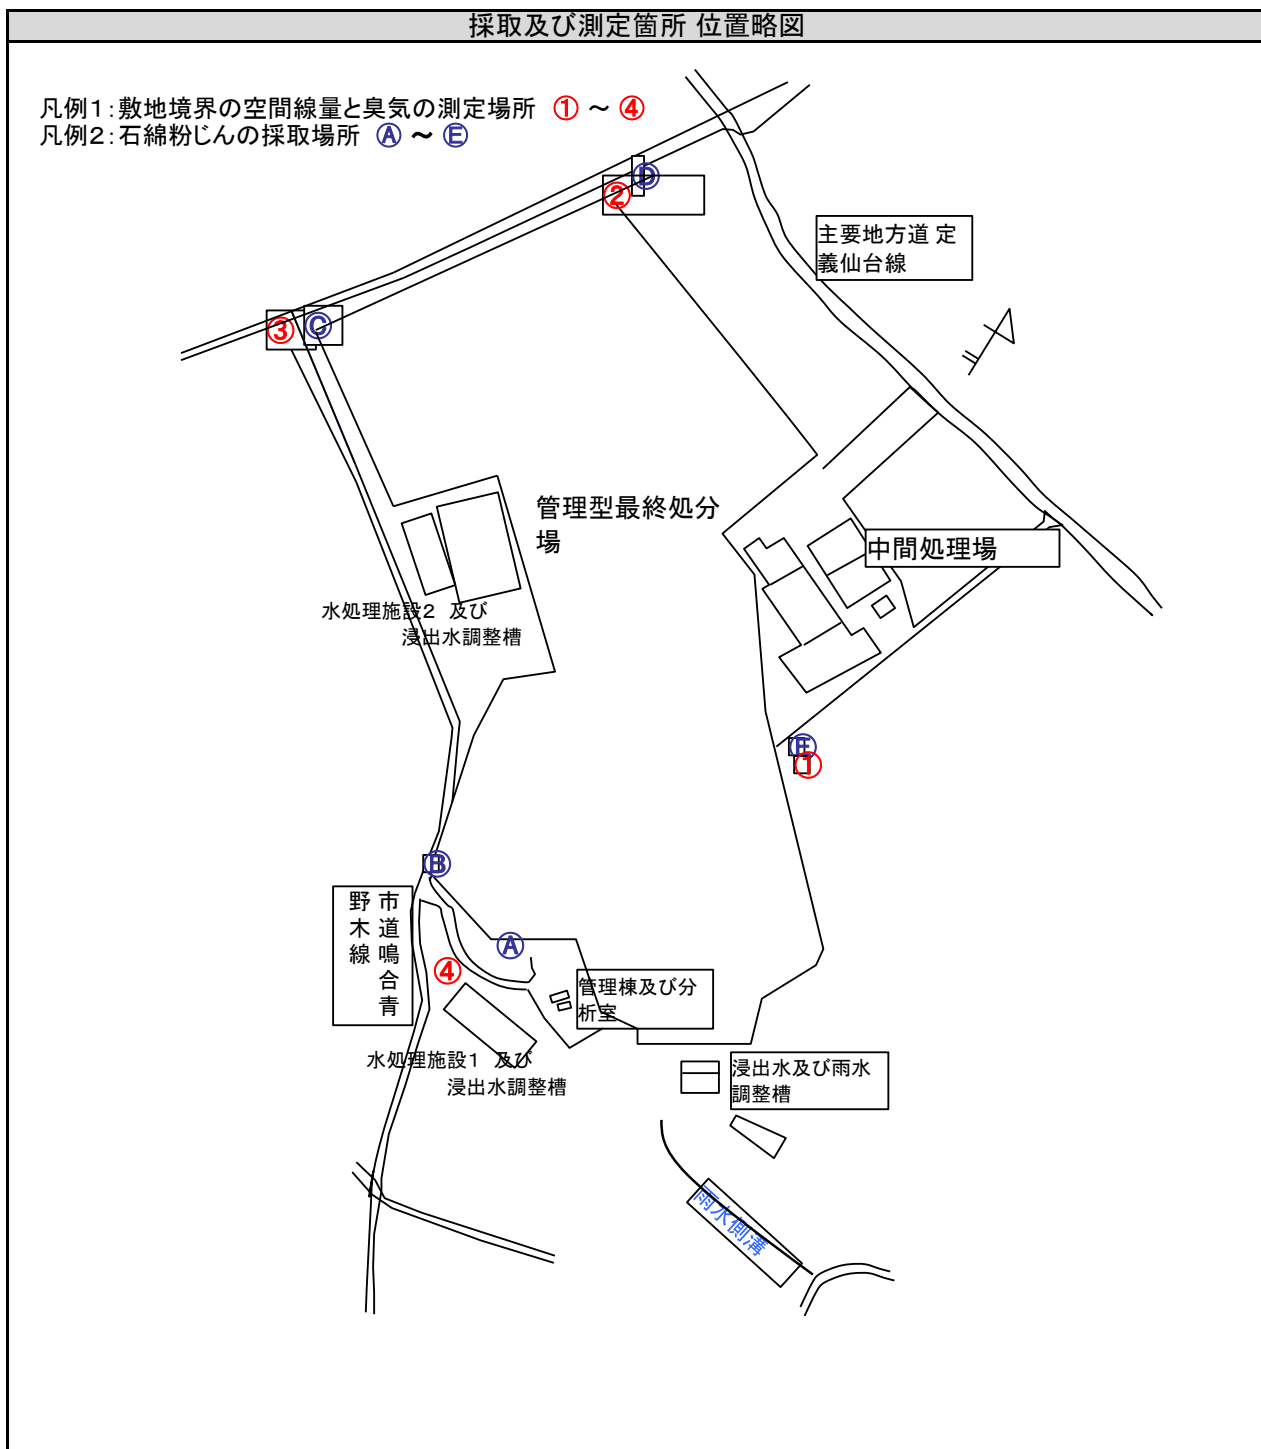 採取及び測定箇所 位置略図
凡例1：敷地境界の空間線量と臭気の測定場所 ① ～ ④
凡例2：石綿粉じんの採取場所 Ⓐ ～ Ⓔ
Ⓓ
②
主要地方道 定
義仙台線
③
Ⓒ
管理型最終処分
場
中間処理場
水処理施設2 及び
浸出水調整槽
Ⓔ
①
Ⓑ
市道鳴合青
野木線
Ⓐ
④
管理棟及び分
析室
水処理施設1 及び
浸出水調整槽
浸出水及び雨水
調整槽
雨水側溝